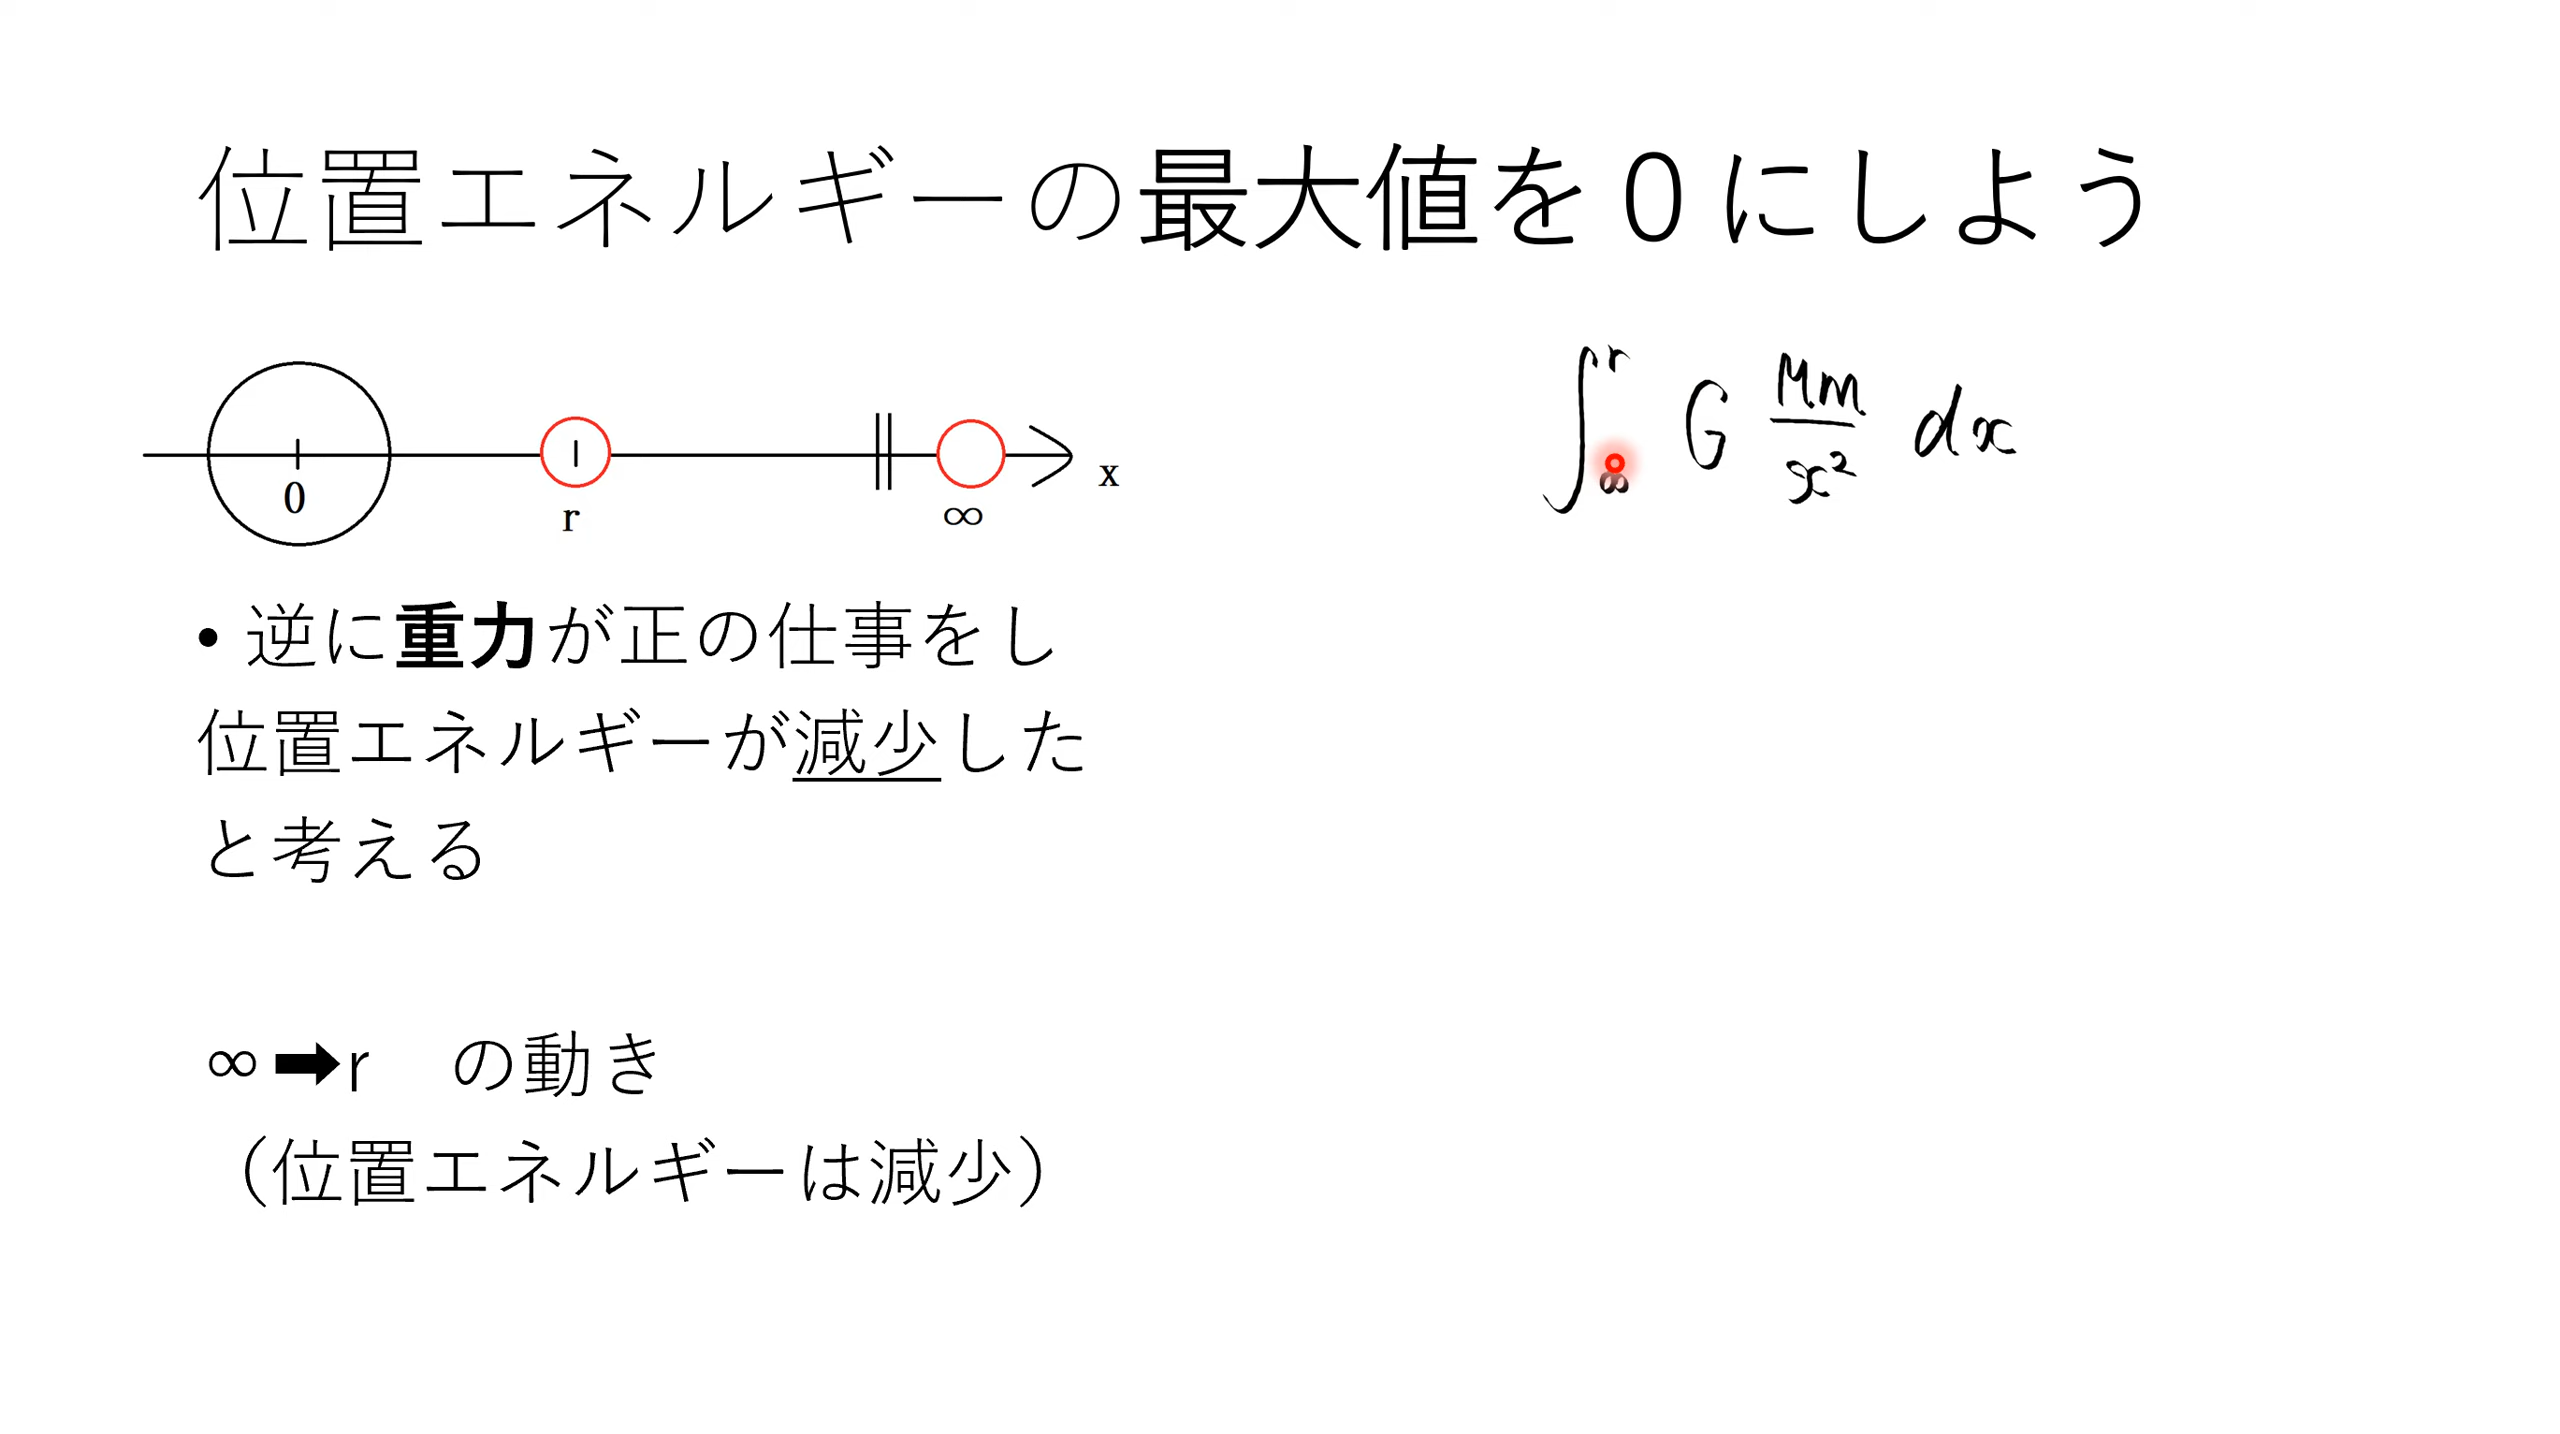 位置エネルギーの最大値を０にしよう
0
r
∞
x
∫_∞^r G Mm/x² dx
• 逆に重力が正の仕事をし
位置エネルギーが減少した
と考える
∞➡r　の動き
（位置エネルギーは減少）